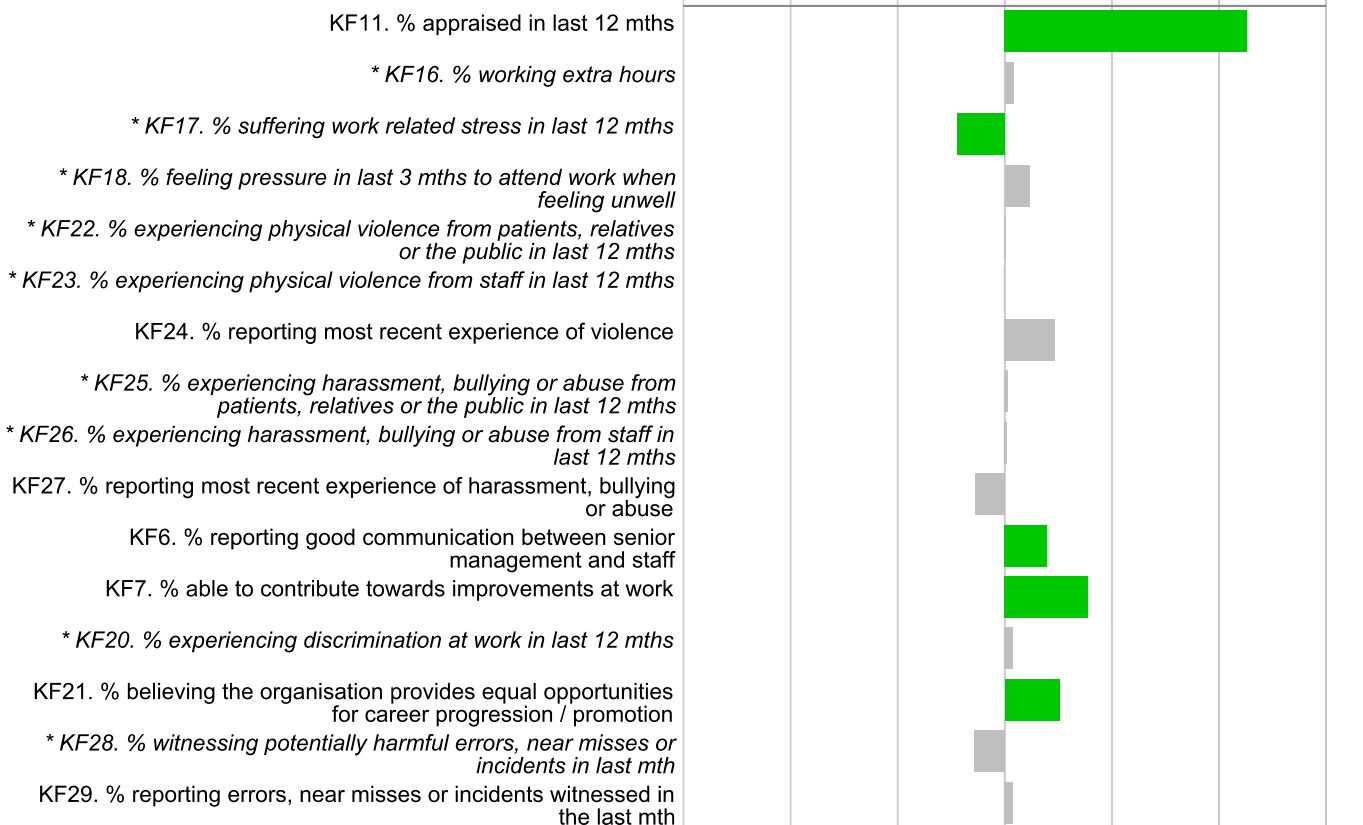 KF11. % appraised in last 12 mths
* KF16. % working extra hours
* KF17. % suffering work related stress in last 12 mths
* KF18. % feeling pressure in last 3 mths to attend work when
feeling unwell
* KF22. % experiencing physical violence from patients, relatives
or the public in last 12 mths
* KF23. % experiencing physical violence from staff in last 12 mths
KF24. % reporting most recent experience of violence
* KF25. % experiencing harassment, bullying or abuse from
patients, relatives or the public in last 12 mths
* KF26. % experiencing harassment, bullying or abuse from staff in
last 12 mths
KF27. % reporting most recent experience of harassment, bullying
or abuse
KF6. % reporting good communication between senior
management and staff
KF7. % able to contribute towards improvements at work
* KF20. % experiencing discrimination at work in last 12 mths
KF21. % believing the organisation provides equal opportunities
for career progression / promotion
* KF28. % witnessing potentially harmful errors, near misses or
incidents in last mth
KF29. % reporting errors, near misses or incidents witnessed in
the last mth